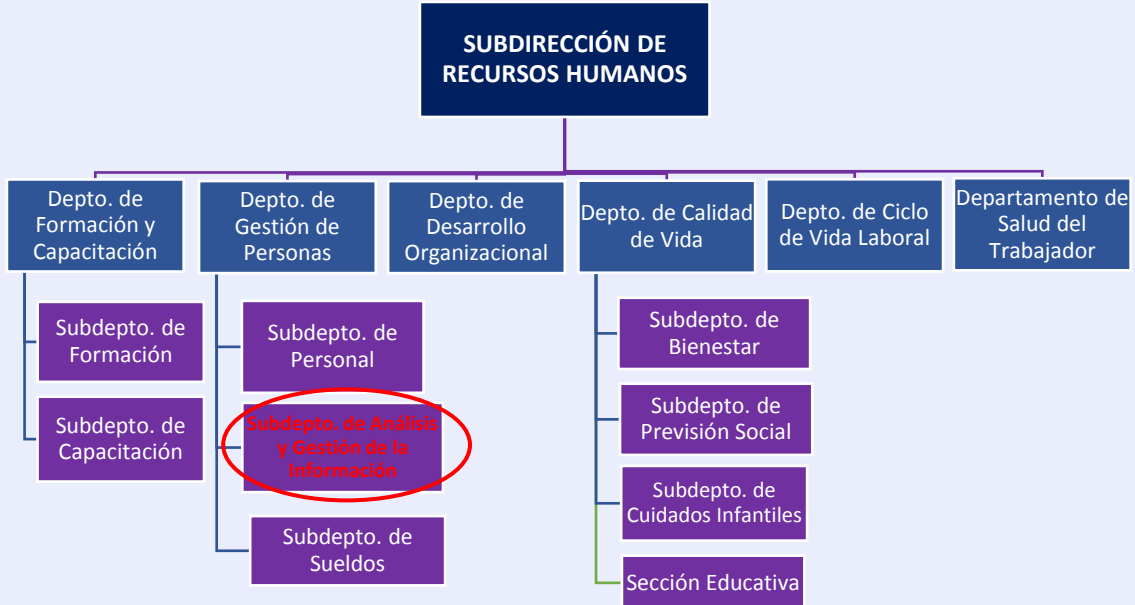 SUBDIRECCIÓN DE
RECURSOS HUMANOS
Depto. de
Formación y
Capacitación
Depto. de
Gestión de
Personas
Depto. de
Desarrollo
Organizacional
Depto. de Calidad
de Vida
Depto. de Ciclo
de Vida Laboral
Departamento de
Salud del
Trabajador
Subdepto. de
Formación
Subdepto. de
Capacitación
Subdepto. de
Personal
Subdepto. de Análisis
y Gestión de la
Información
Subdepto. de
Sueldos
Subdepto. de
Bienestar
Subdepto. de
Previsión Social
Subdepto. de
Cuidados Infantiles
Sección Educativa